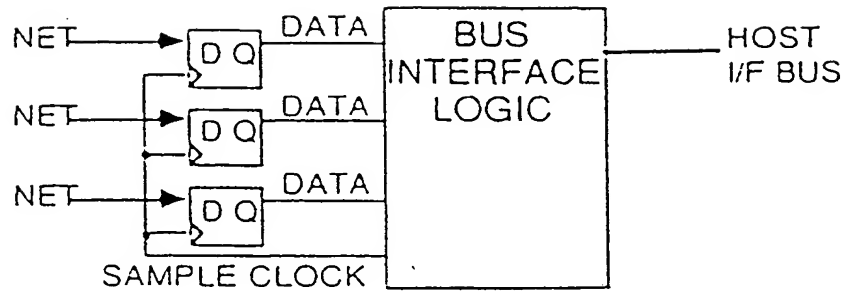 NET
D Q
DATA
BUS
INTERFACE
LOGIC
HOST
I/F BUS
NET
D Q
DATA
NET
D Q
DATA
SAMPLE CLOCK